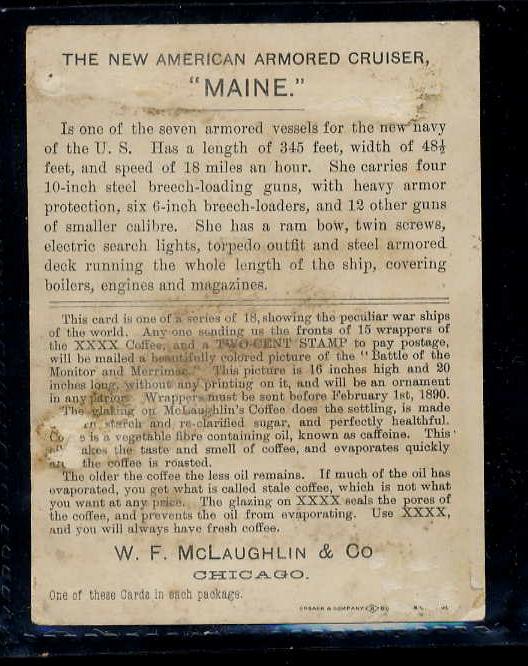 THE NEW AMERICAN ARMORED CRUISER,
"MAINE."
Is one of the seven armored vessels for the new navy
of the U. S. Has a length of 345 feet, width of 48½
feet, and speed of 18 miles an hour. She carries four
10-inch steel breech-loading guns, with heavy armor
protection, six 6-inch breech-loaders, and 12 other guns
of smaller calibre. She has a ram bow, twin screws,
electric search lights, torpedo outfit and steel armored
deck running the whole length of the ship, covering
boilers, engines and magazines.
This card is one of a series of 18, showing the peculiar war ships
of the world. Any one sending us the fronts of 15 wrappers of
the XXXX Coffee, and a TWO-CENT STAMP to pay postage,
will be mailed a beautifully colored picture of the "Battle of the
Monitor and Merrimac." This picture is 16 inches high and 20
inches long, without any printing on it, and will be an ornament
in any parlor. Wrappers must be sent before February 1st, 1890.
The glazing on McLaughlin's Coffee does the settling, is made
starch and re-clarified sugar, and perfectly healthful.
is a vegetable fibre containing oil, known as caffeine. This
the taste and smell of coffee, and evaporates quickly
the coffee is roasted.
The older the coffee the less oil remains. If much of the oil has
evaporated, you get what is called stale coffee, which is not what
you want at any price. The glazing on XXXX seals the pores of
the coffee, and prevents the oil from evaporating. Use XXXX,
and you will always have fresh coffee.
W. F. McLAUGHLIN & Co
CHICAGO.
One of these Cards in each package.
& COMPANY